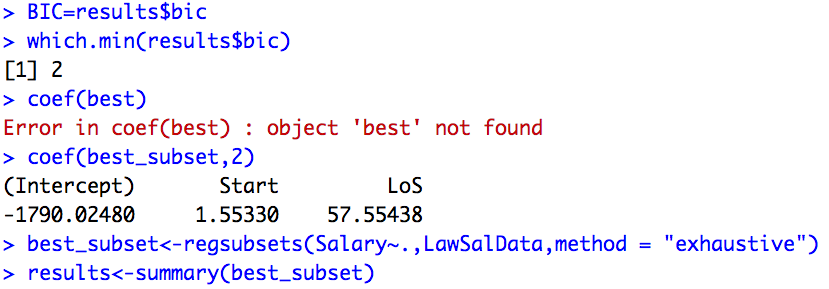 > BIC=results$bic
> which.min(results$bic)
[1] 2
> coef(best)
Error in coef(best) : object 'best' not found
> coef(best_subset,2)
(Intercept)       Start         LoS
-1790.02480     1.55330    57.55438
> best_subset<-regsubsets(Salary~.,LawSalData,method = "exhaustive")
> results<-summary(best_subset)